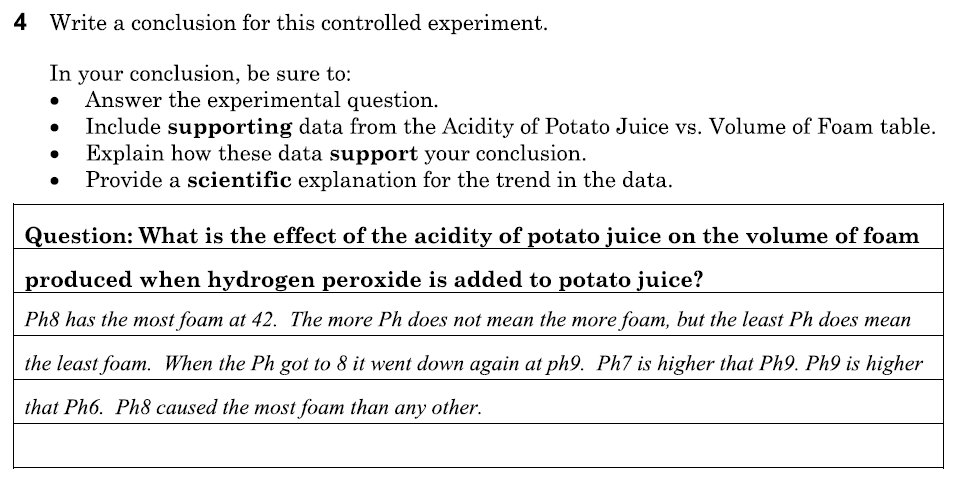 4 Write a conclusion for this controlled experiment.
In your conclusion, be sure to:
• Answer the experimental question.
• Include supporting data from the Acidity of Potato Juice vs. Volume of Foam table.
• Explain how these data support your conclusion.
• Provide a scientific explanation for the trend in the data.
Question: What is the effect of the acidity of potato juice on the volume of foam
produced when hydrogen peroxide is added to potato juice?
Ph8 has the most foam at 42. The more Ph does not mean the more foam, but the least Ph does mean
the least foam. When the Ph got to 8 it went down again at ph9. Ph7 is higher that Ph9. Ph9 is higher
that Ph6. Ph8 caused the most foam than any other.